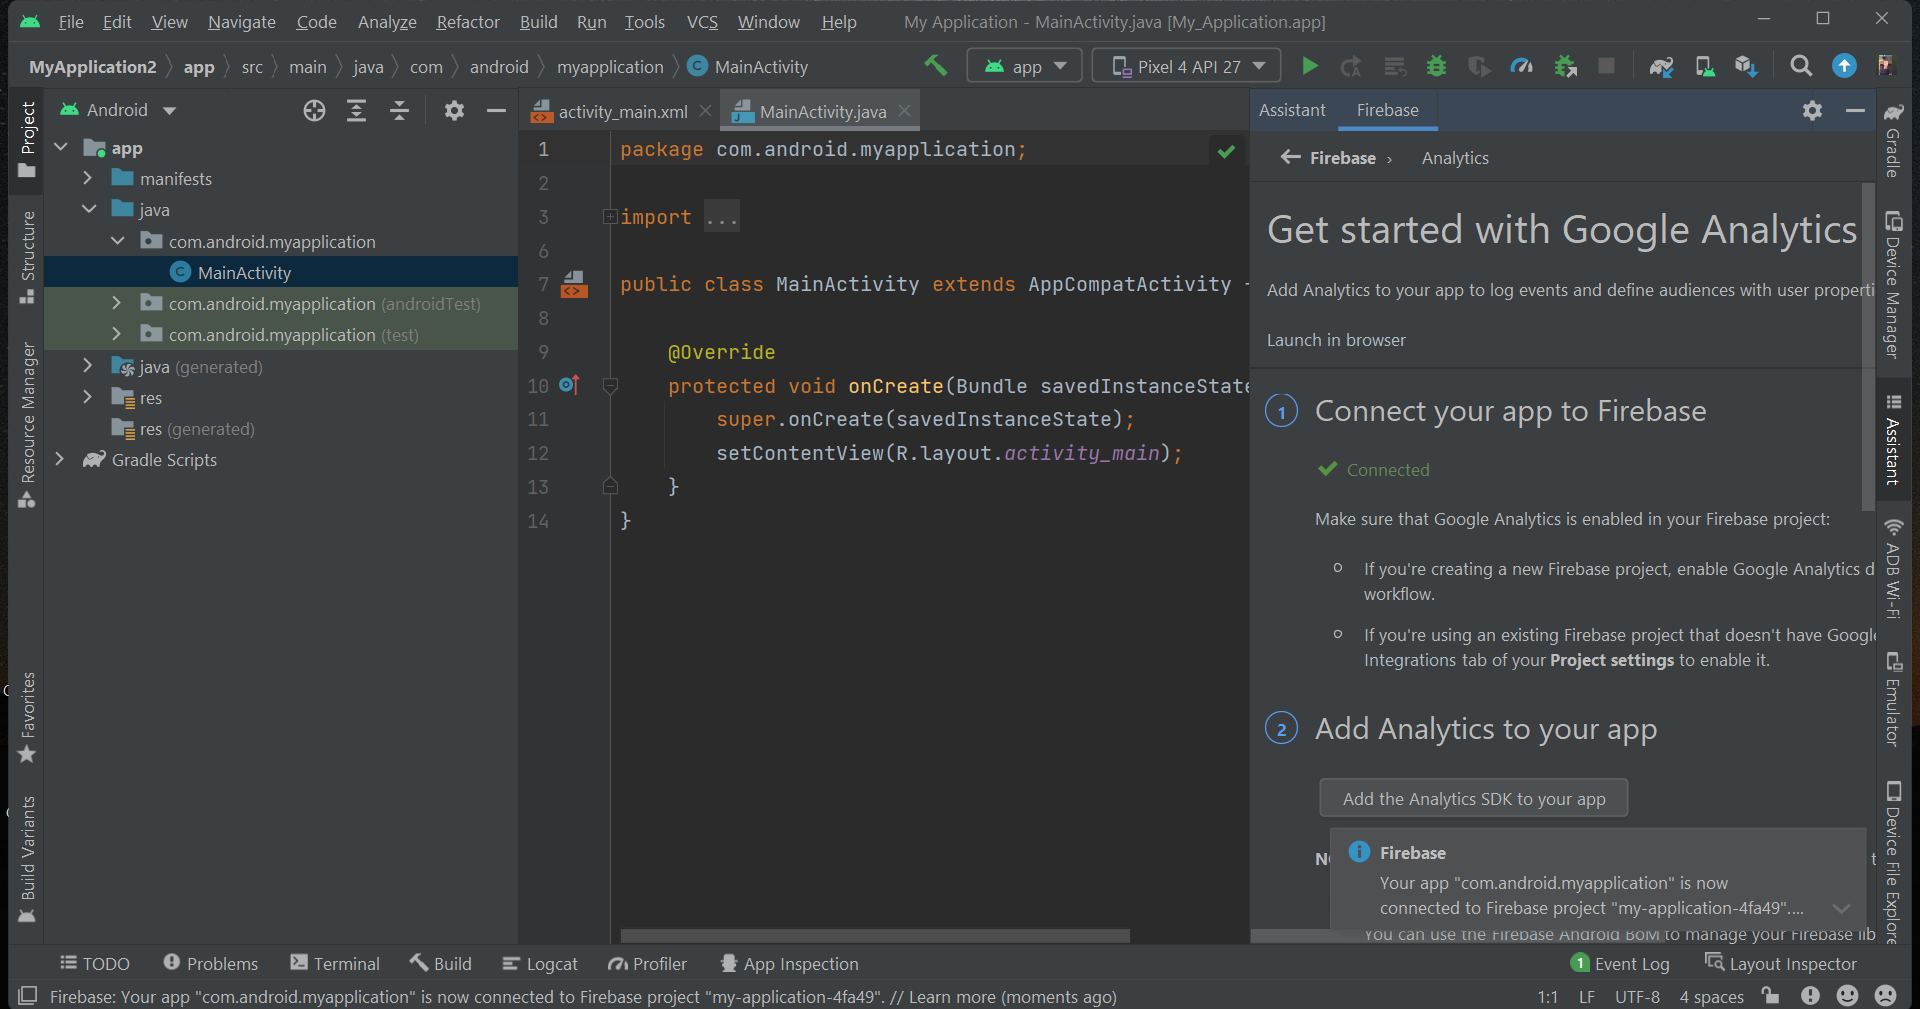 File Edit View Navigate Code Analyze Refactor Build Run Tools VCS Window Help My Application - MainActivity.java [My_Application.app]
MyApplication2 app src main java com android myapplication MainActivity app Pixel 4 API 27
Android
activity_main.xml MainActivity.java
Assistant Firebase
Project
Structure
Resource Manager
Favorites
Build Variants
app
manifests
java
com.android.myapplication
MainActivity
com.android.myapplication (androidTest)
com.android.myapplication (test)
java (generated)
res
res (generated)
Gradle Scripts
1 package com.android.myapplication;
2
3 import ...
6
7 public class MainActivity extends AppCompatActivity
8
9 @Override
10 protected void onCreate(Bundle savedInstanceState
11 super.onCreate(savedInstanceState);
12 setContentView(R.layout.activity_main);
13 }
14 }
Firebase › Analytics
Get started with Google Analytics
Add Analytics to your app to log events and define audiences with user properti
Launch in browser
1 Connect your app to Firebase
Connected
Make sure that Google Analytics is enabled in your Firebase project:
If you're creating a new Firebase project, enable Google Analytics d
workflow.
If you're using an existing Firebase project that doesn't have Googl
Integrations tab of your Project settings to enable it.
2 Add Analytics to your app
Add the Analytics SDK to your app
Firebase
Your app "com.android.myapplication" is now
connected to Firebase project "my-application-4fa49"....
You can use the Firebase Android BoM to manage your Firebase lib
Gradle
Device Manager
Assistant
ADB Wi-Fi
Emulator
Device File Explore
TODO Problems Terminal Build Logcat Profiler App Inspection 1 Event Log Layout Inspector
Firebase: Your app "com.android.myapplication" is now connected to Firebase project "my-application-4fa49". // Learn more (moments ago) 1:1 LF UTF-8 4 spaces